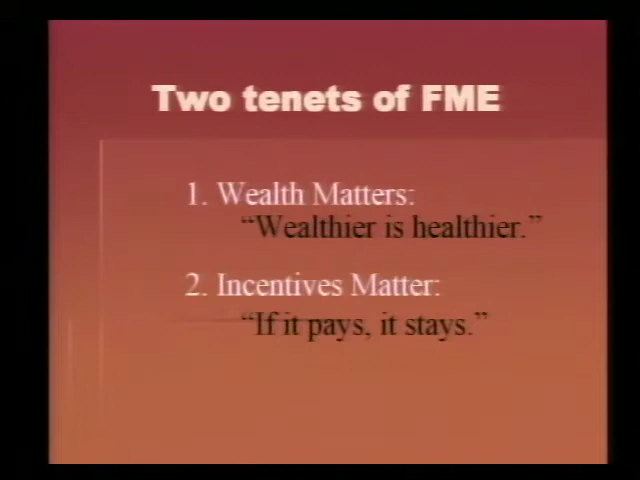 Two tenets of FME
1. Wealth Matters:
“Wealthier is healthier.”
2. Incentives Matter:
“If it pays, it stays.”